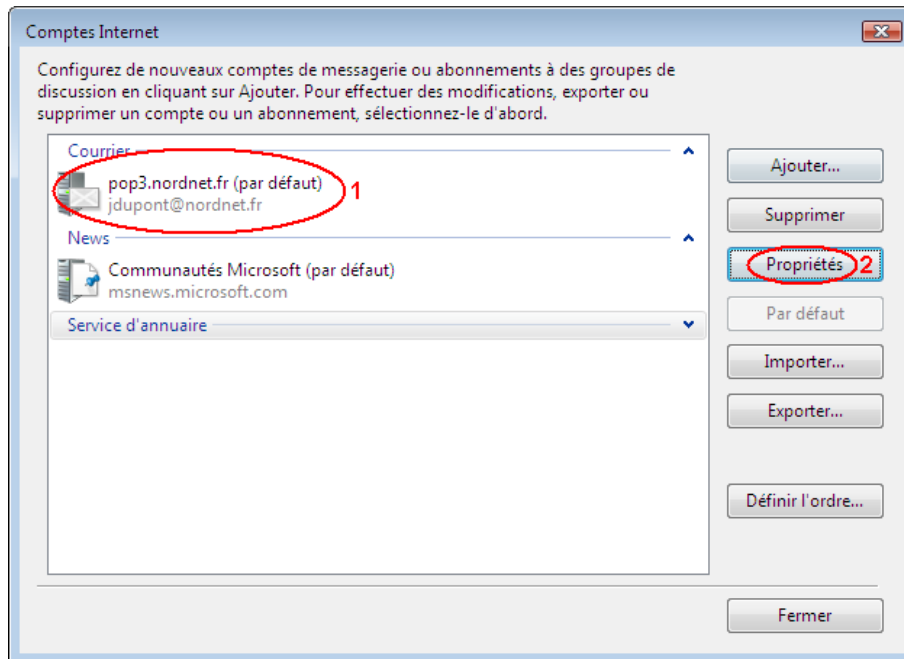 Comptes Internet
Configurez de nouveaux comptes de messagerie ou abonnements à des groupes de
discussion en cliquant sur Ajouter. Pour effectuer des modifications, exporter ou
supprimer un compte ou un abonnement, sélectionnez-le d'abord.
Courrier
pop3.nordnet.fr (par défaut)
1
jdupont@nordnet.fr
News
Communautés Microsoft (par défaut)
msnews.microsoft.com
Service d'annuaire
Ajouter...
Supprimer
Propriétés
2
Par défaut
Importer...
Exporter...
Définir l'ordre...
Fermer